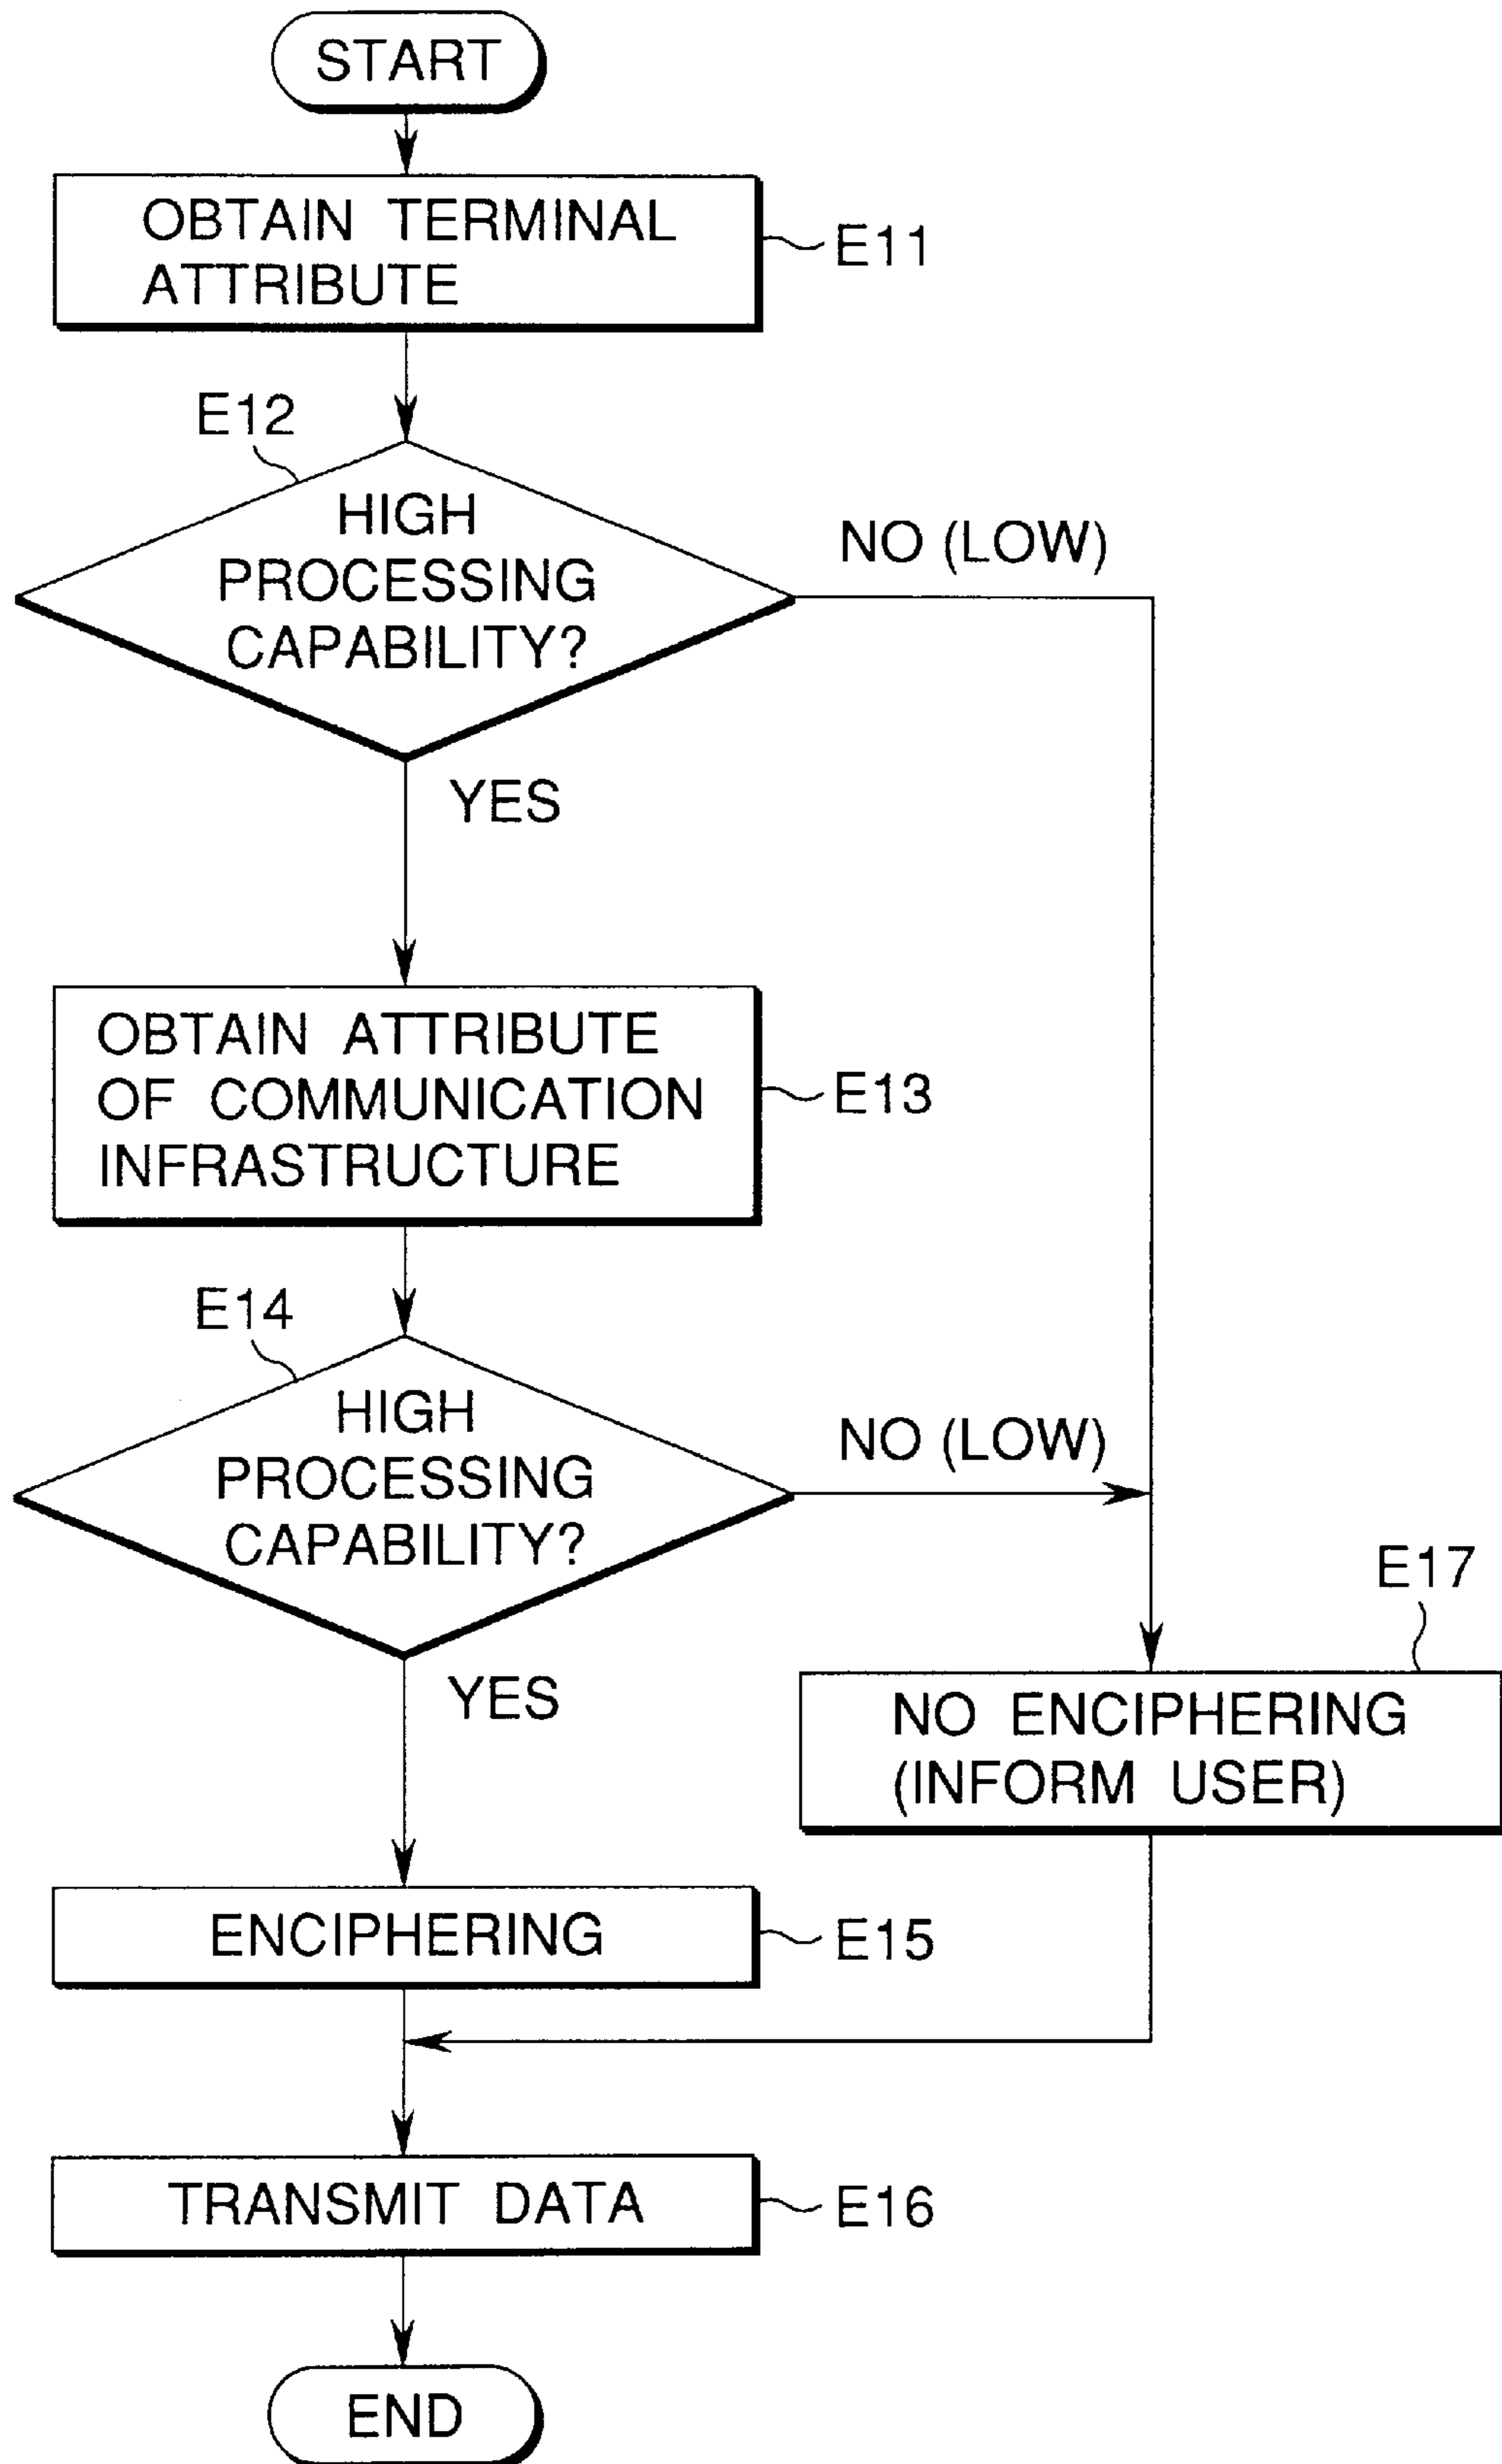 START
OBTAIN TERMINAL
ATTRIBUTE
E11
E12
HIGH
PROCESSING
CAPABILITY?
NO (LOW)
YES
OBTAIN ATTRIBUTE
OF COMMUNICATION
INFRASTRUCTURE
E13
E14
HIGH
PROCESSING
CAPABILITY?
NO (LOW)
YES
E17
NO ENCIPHERING
(INFORM USER)
ENCIPHERING
E15
TRANSMIT DATA
E16
END